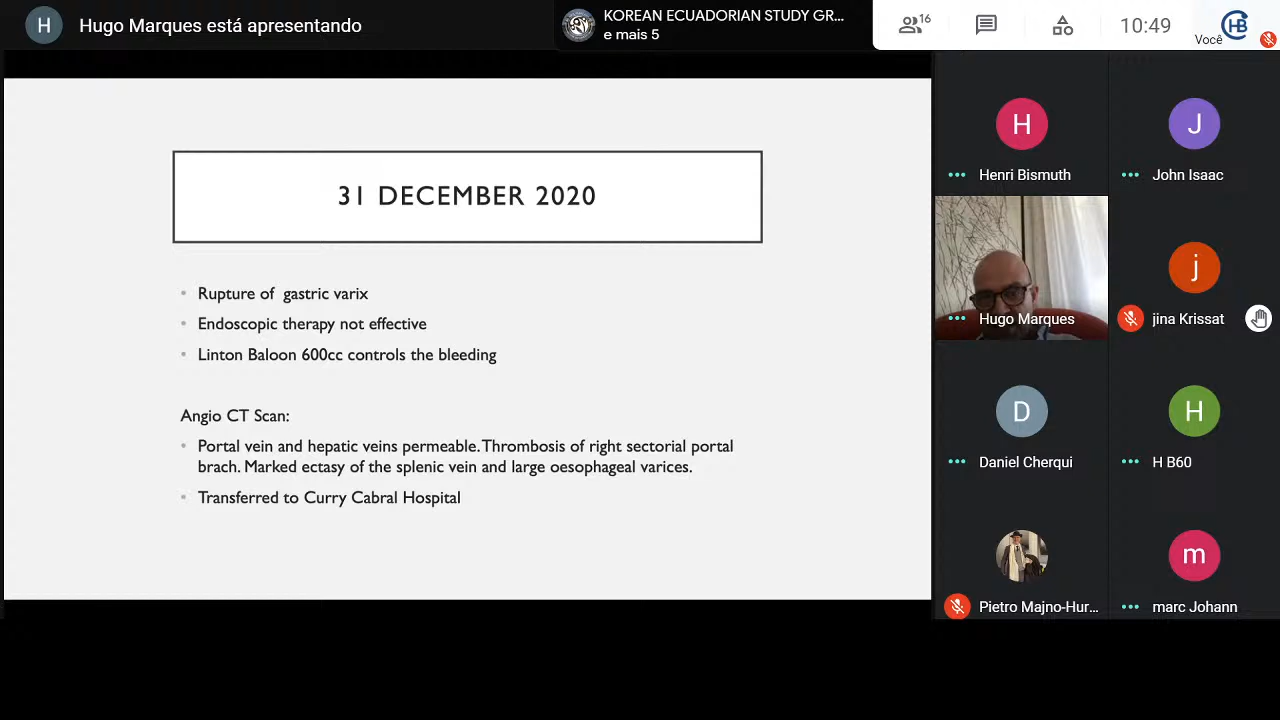 H
Hugo Marques está apresentando
KOREAN ECUADORIAN STUDY GR...
e mais 5
16
10:49
Você
HB
31 DECEMBER 2020
• Rupture of gastric varix
• Endoscopic therapy not effective
• Linton Baloon 600cc controls the bleeding
Angio CT Scan:
• Portal vein and hepatic veins permeable. Thrombosis of right sectorial portal
brach. Marked ectasy of the splenic vein and large oesophageal varices.
• Transferred to Curry Cabral Hospital
H
Henri Bismuth
J
John Isaac
Hugo Marques
j
jina Krissat
D
Daniel Cherqui
H
H B60
Pietro Majno-Hur...
m
marc Johann